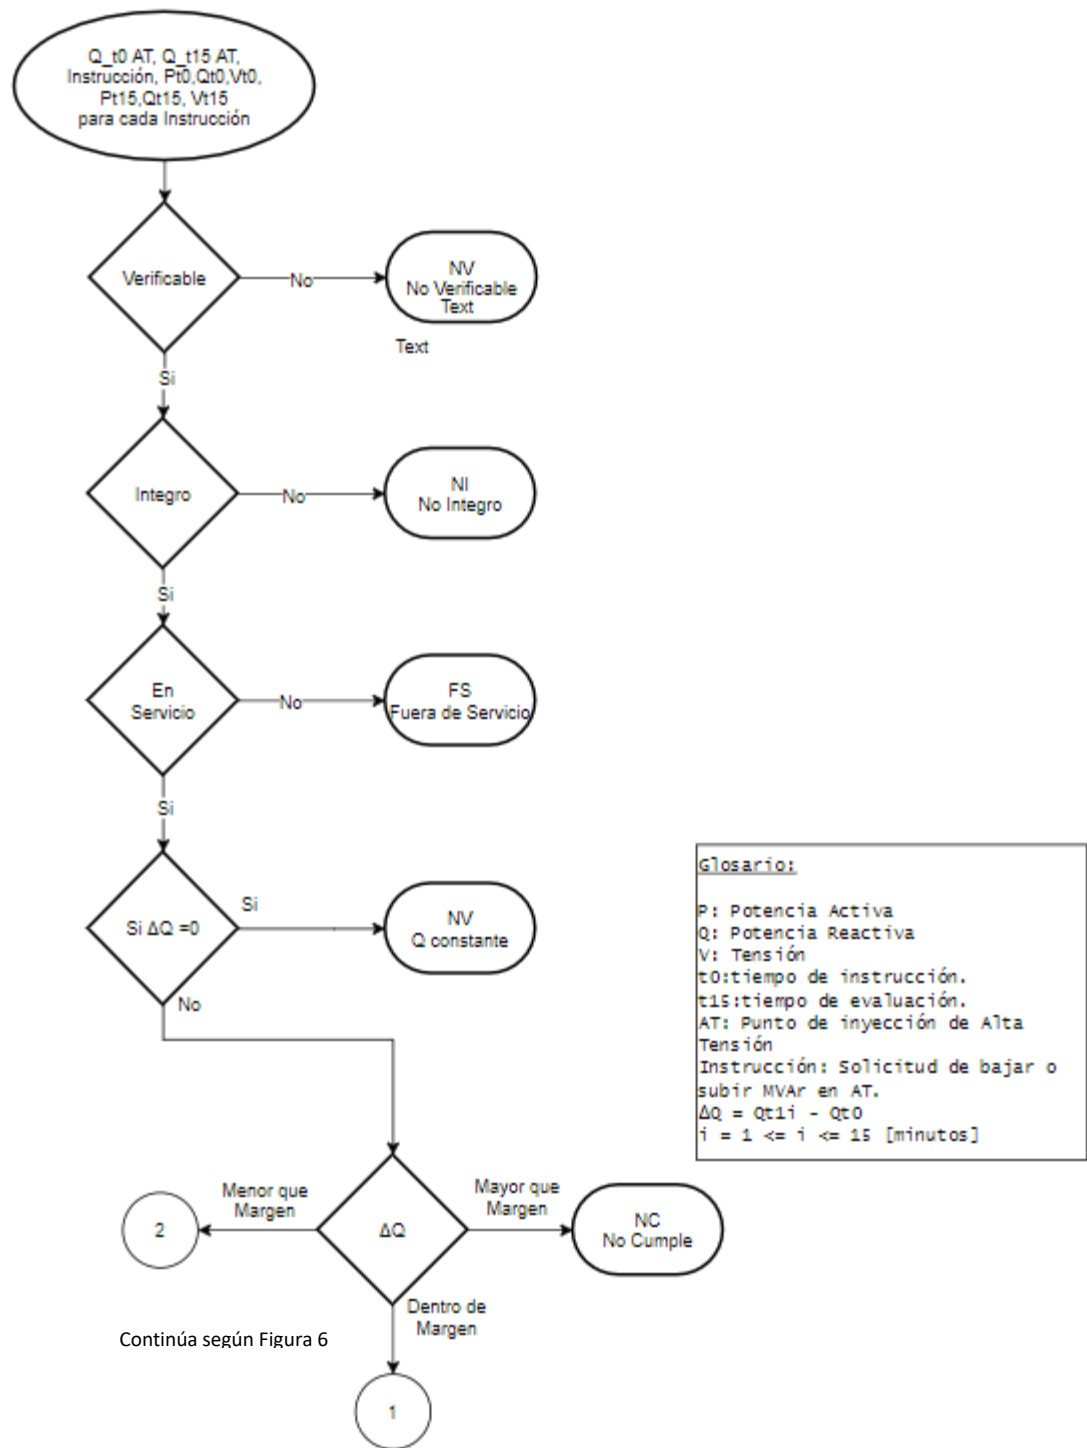 Q_t0 AT, Q_t15 AT,
Instrucción, Pt0,Qt0,Vt0,
Pt15,Qt15, Vt15
para cada Instrucción
Verificable
No
NV
No Verificable
Text
Text
Si
Integro
No
NI
No Integro
Si
En
Servicio
No
FS
Fuera de Servicio
Si
Si ΔQ =0
Si
NV
Q constante
No
Glosario:
P: Potencia Activa
Q: Potencia Reactiva
V: Tensión
t0:tiempo de instrucción.
t15:tiempo de evaluación.
AT: Punto de inyección de Alta
Tensión
Instrucción: Solicitud de bajar o
subir MVAr en AT.
ΔQ = Qt1i - Qt0
i = 1 <= i <= 15 [minutos]
Menor que
Margen
2
ΔQ
Mayor que
Margen
NC
No Cumple
Dentro de
Margen
Continúa según Figura 6
1